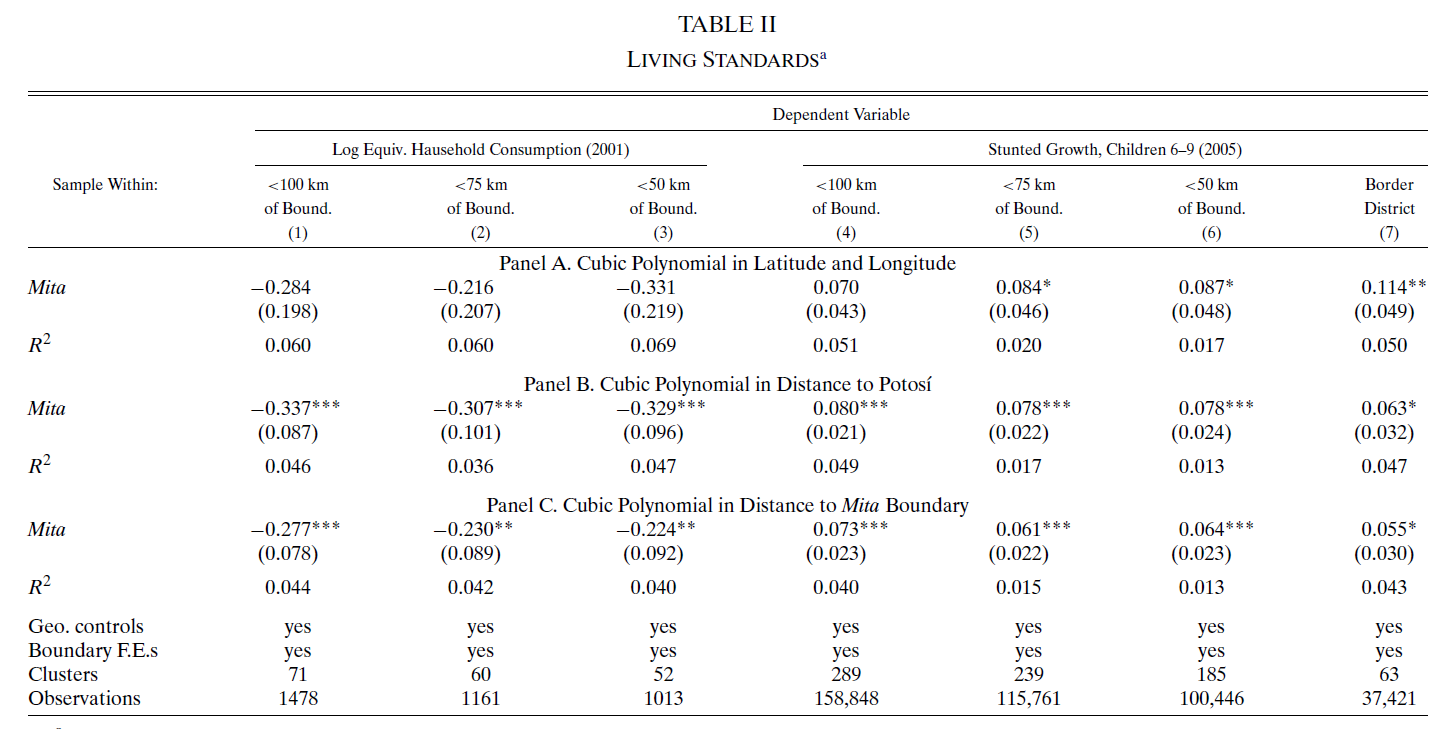 TABLE II
LIVING STANDARDSᵃ
Dependent Variable
Log Equiv. Household Consumption (2001) Stunted Growth, Children 6–9 (2005)
Sample Within: <100 km of Bound. (1) <75 km of Bound. (2) <50 km of Bound. (3) <100 km of Bound. (4) <75 km of Bound. (5) <50 km of Bound. (6) Border District (7)
Panel A. Cubic Polynomial in Latitude and Longitude
Mita −0.284 −0.216 −0.331 0.070 0.084* 0.087* 0.114**
(0.198) (0.207) (0.219) (0.043) (0.046) (0.048) (0.049)
R² 0.060 0.060 0.069 0.051 0.020 0.017 0.050
Panel B. Cubic Polynomial in Distance to Potosí
Mita −0.337*** −0.307*** −0.329*** 0.080*** 0.078*** 0.078*** 0.063*
(0.087) (0.101) (0.096) (0.021) (0.022) (0.024) (0.032)
R² 0.046 0.036 0.047 0.049 0.017 0.013 0.047
Panel C. Cubic Polynomial in Distance to Mita Boundary
Mita −0.277*** −0.230** −0.224** 0.073*** 0.061*** 0.064*** 0.055*
(0.078) (0.089) (0.092) (0.023) (0.022) (0.023) (0.030)
R² 0.044 0.042 0.040 0.040 0.015 0.013 0.043
Geo. controls yes yes yes yes yes yes yes
Boundary F.E.s yes yes yes yes yes yes yes
Clusters 71 60 52 289 239 185 63
Observations 1478 1161 1013 158,848 115,761 100,446 37,421